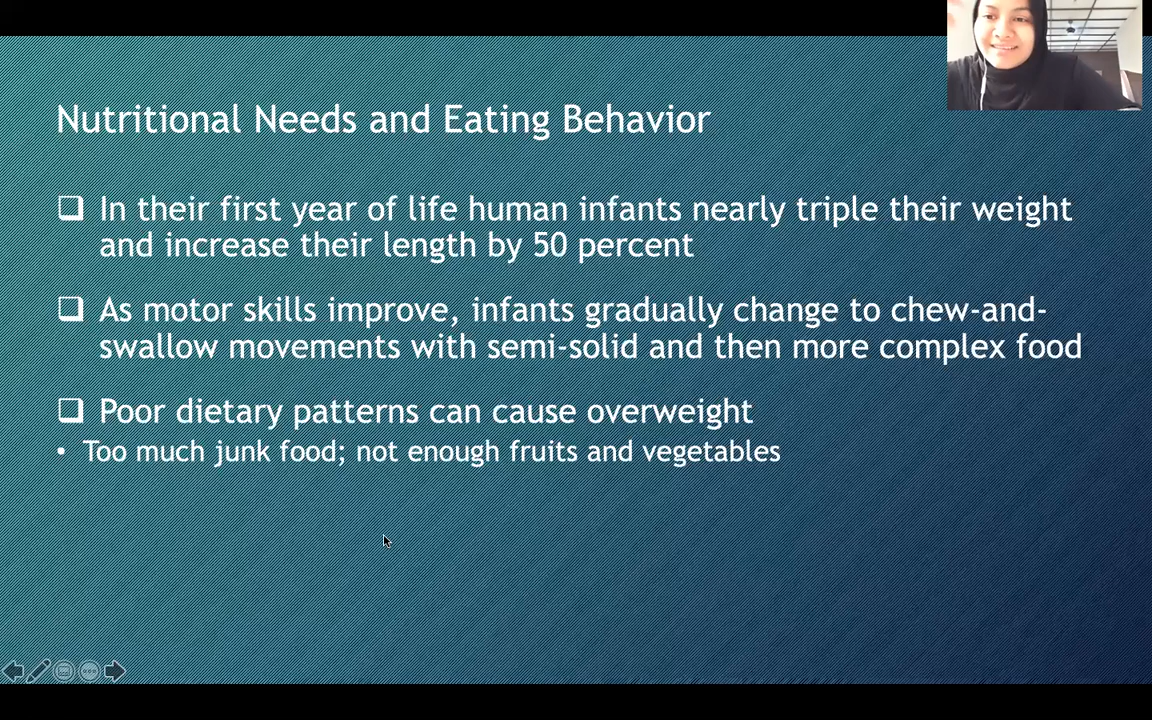 Nutritional Needs and Eating Behavior
In their first year of life human infants nearly triple their weight
and increase their length by 50 percent
As motor skills improve, infants gradually change to chew-and-
swallow movements with semi-solid and then more complex food
Poor dietary patterns can cause overweight
• Too much junk food; not enough fruits and vegetables